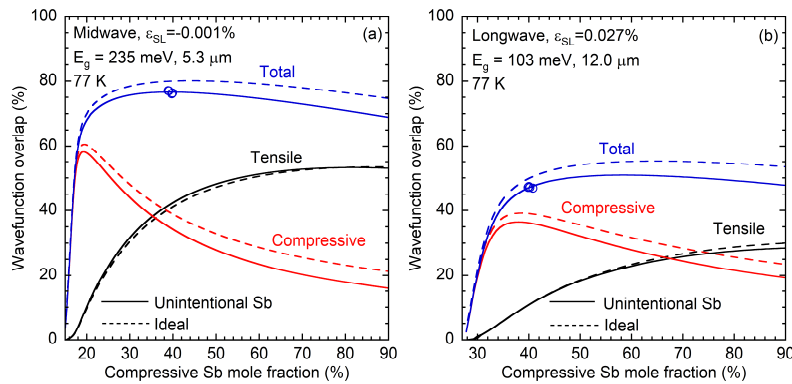 Midwave, ε_SL=-0.001% (a)
E_g = 235 meV, 5.3 μm
77 K
Total
Tensile
Compressive
Unintentional Sb
Ideal
Wavefunction overlap (%)
100
80
60
40
20
0
20 30 40 50 60 70 80 90
Compressive Sb mole fraction (%)
Longwave, ε_SL=0.027%
(b)
E_g = 103 meV, 12.0 μm
77 K
Total
Tensile
Compressive
Unintentional Sb
Ideal
Wavefunction overlap (%)
100
80
60
40
20
0
30 40 50 60 70 80 90
Compressive Sb mole fraction (%)